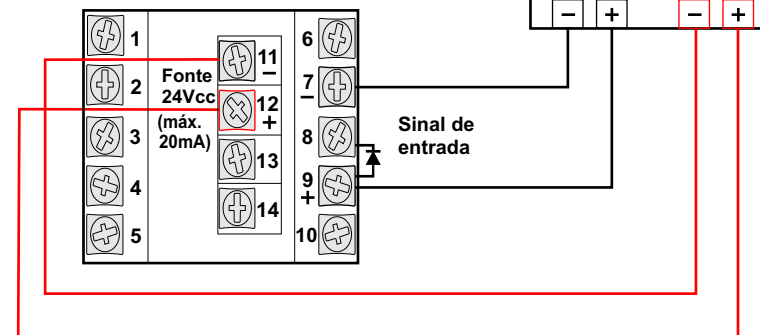 − + − +
1
2
3
4
5
Fonte
24Vcc
(máx.
20mA)
11
−
12
+
13
14
6
7
−
8
9
+
10
Sinal de
entrada